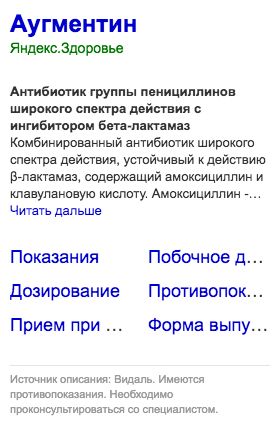 Аугментин
Яндекс.Здоровье
Антибиотик группы пенициллинов
широкого спектра действия с
ингибитором бета-лактамаз
Комбинированный антибиотик широкого
спектра действия, устойчивый к действию
β-лактамаз, содержащий амоксициллин и
клавулановую кислоту. Амоксициллин -…
Читать дальше
Показания Побочное д…
Дозирование Противопок…
Прием при … Форма выпу…
Источник описания: Видаль. Имеются
противопоказания. Необходимо
проконсультироваться со специалистом.